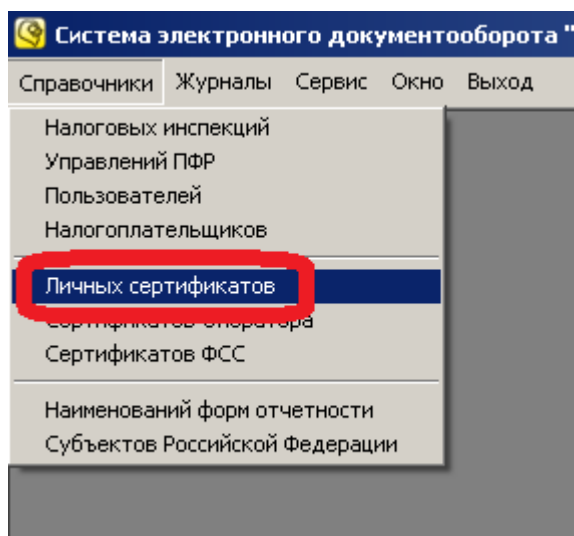 Система электронного документооборота "
Справочники Журналы Сервис Окно Выход
Налоговых инспекций
Управлений ПФР
Пользователей
Налогоплательщиков
Личных сертификатов
Сертификатов оператора
Сертификатов ФСС
Наименований форм отчетности
Субъектов Российской Федерации